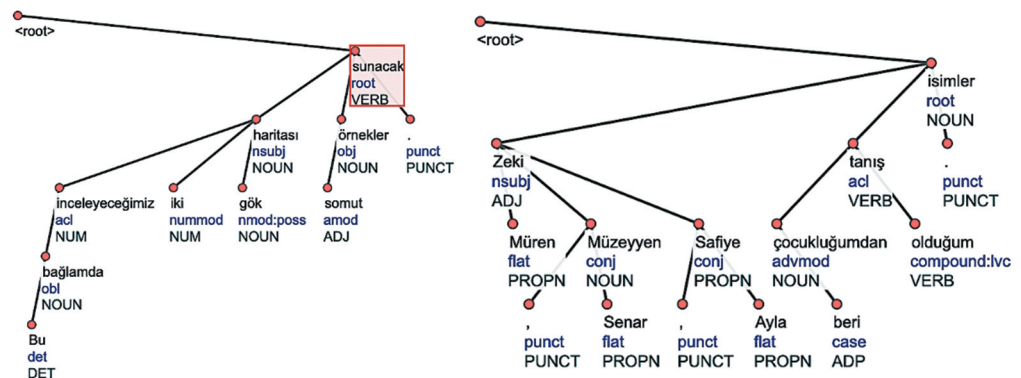 <root>
sunacak
root
VERB
haritası
nsubj
NOUN
örnekler
obj
NOUN
.
punct
PUNCT
inceleyeceğimiz
acl
NUM
iki
nummod
NUM
gök
nmod:poss
NOUN
somut
amod
ADJ
bağlamda
obl
NOUN
Bu
det
DET
<root>
isimler
root
NOUN
Zeki
nsubj
ADJ
tanış
acl
VERB
.
punct
PUNCT
Müren
flat
PROPN
Müzeyyen
conj
NOUN
Safiye
conj
PROPN
çocukluğumdan
advmod
NOUN
olduğum
compound:lvc
VERB
,
punct
PUNCT
Senar
flat
PROPN
,
punct
PUNCT
Ayla
flat
PROPN
beri
case
ADP